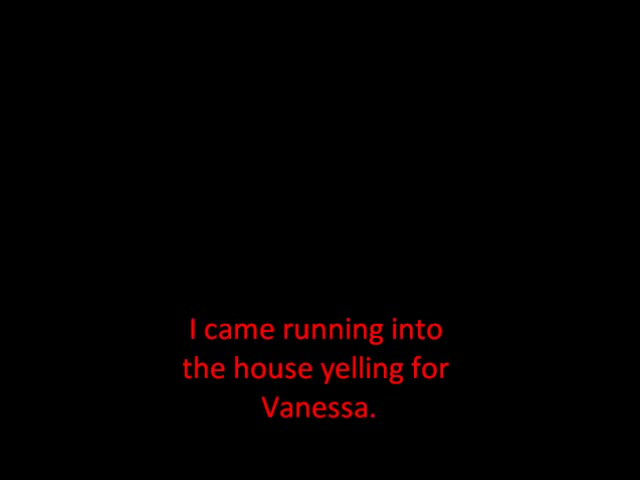 I came running into
the house yelling for
Vanessa.